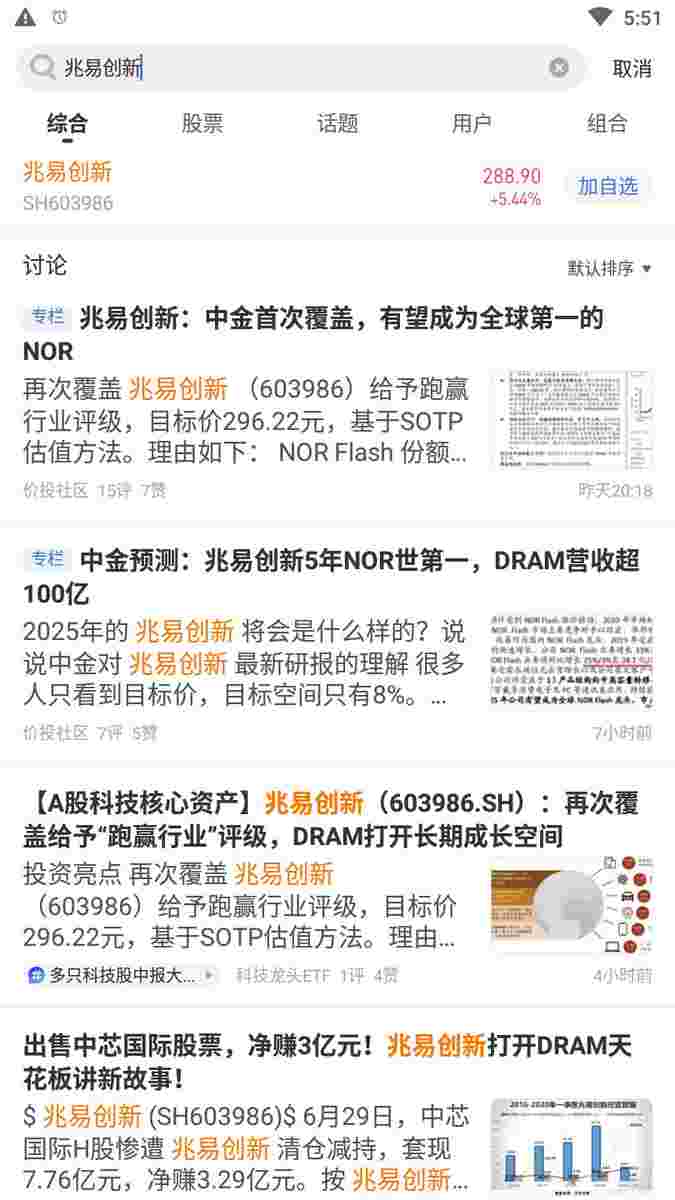 5:51
兆易创新
取消
综合 股票 话题 用户 组合
兆易创新 288.90 加自选
SH603986 +5.44%
讨论 默认排序
专栏 兆易创新：中金首次覆盖，有望成为全球第一的
NOR
再次覆盖 兆易创新 （603986）给予跑赢
行业评级，目标价296.22元，基于SOTP
估值方法。理由如下： NOR Flash 份额...
价投社区 15评 7赞 昨天20:18
专栏 中金预测：兆易创新5年NOR世第一，DRAM营收超
100亿
2025年的 兆易创新 将会是什么样的？说
说中金对 兆易创新 最新研报的理解 很多
人只看到目标价，目标空间只有8%。...
价投社区 7评 5赞 7小时前
【A股科技核心资产】兆易创新（603986.SH）：再次覆
盖给予“跑赢行业”评级，DRAM打开长期成长空间
投资亮点 再次覆盖 兆易创新
（603986）给予跑赢行业评级，目标价
296.22元，基于SOTP估值方法。理由...
多只科技股中报大... 科技龙头ETF 1评 4赞 4小时前
出售中芯国际股票，净赚3亿元！兆易创新打开DRAM天
花板讲新故事！
$ 兆易创新 (SH603986)$ 6月29日，中芯
国际H股惨遭 兆易创新 清仓减持，套现
7.76亿元，净赚3.29亿元。按 兆易创新...